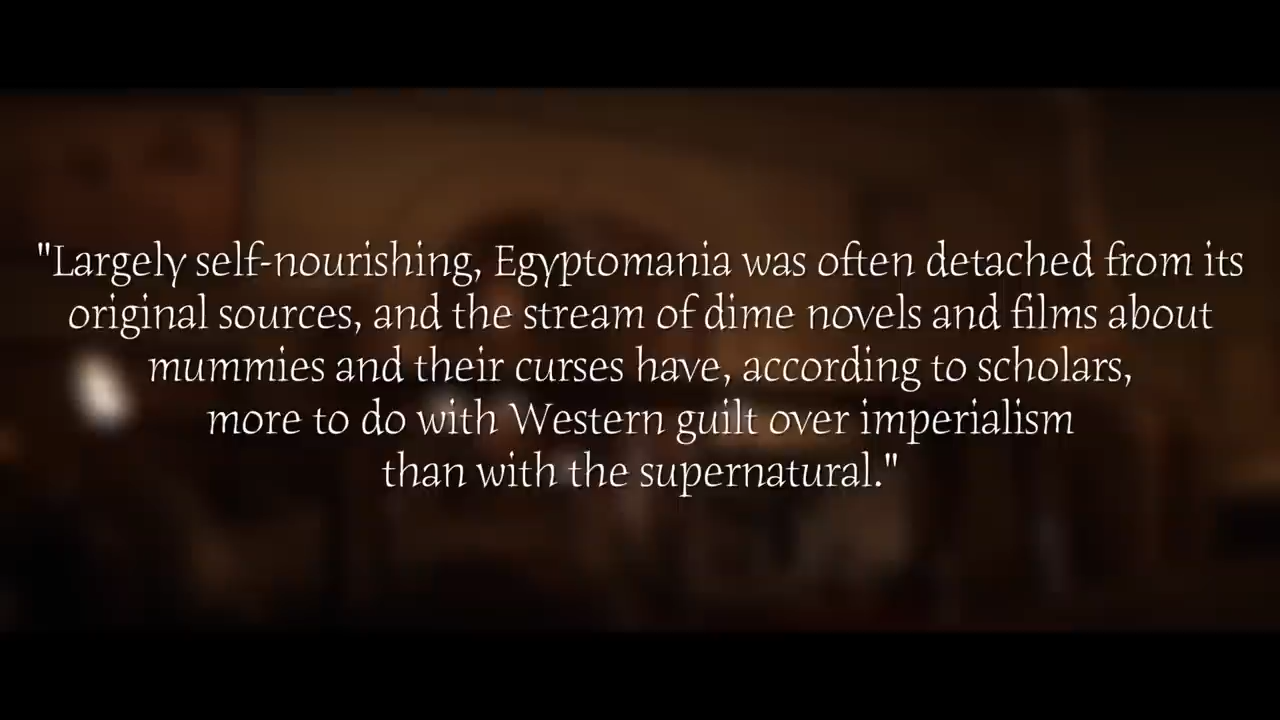 "Largely self-nourishing, Egyptomania was often detached from its
original sources, and the stream of dime novels and films about
mummies and their curses have, according to scholars,
more to do with Western guilt over imperialism
than with the supernatural."